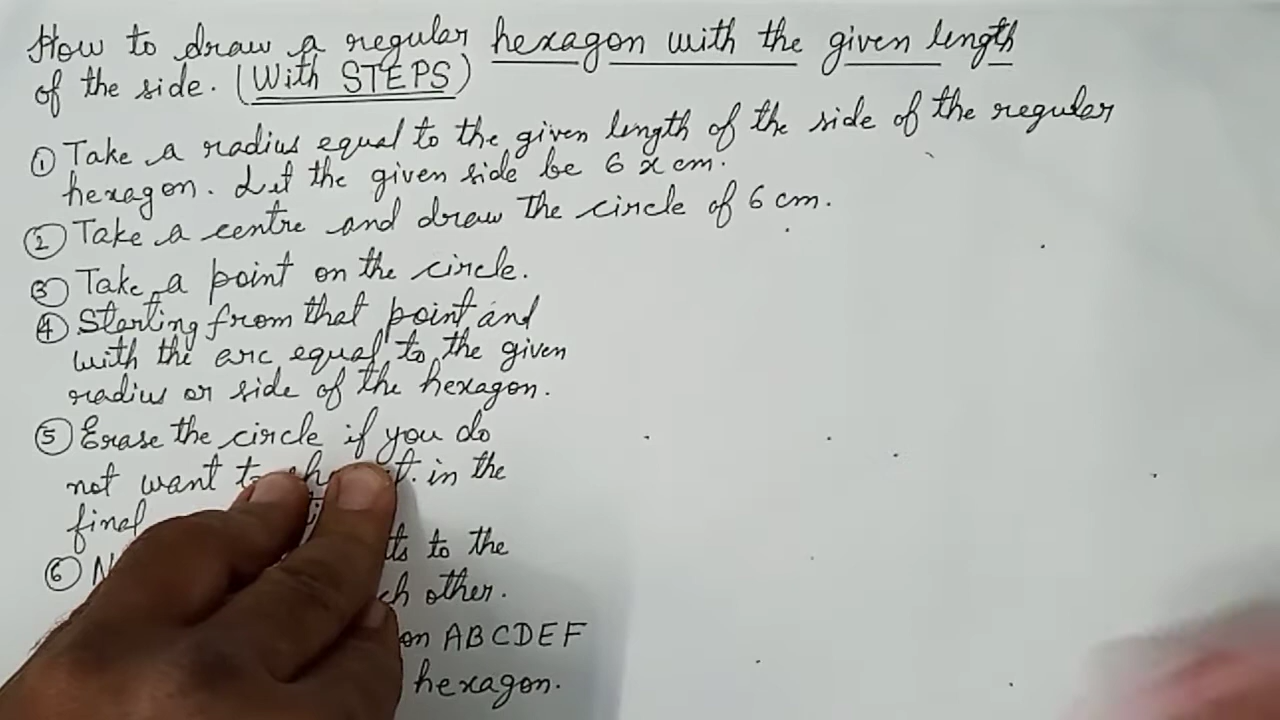 How to draw a regular hexagon with the given length
of the side. (With STEPS)
① Take a radius equal to the given length of the side of the regular
hexagon. Let the given side be 6 x cm.
② Take a centre and draw the circle of 6 cm.
③ Take a point on the circle.
④ Starting from that point and
with the arc equal to the given
radius or side of the hexagon.
⑤ Erase the circle if you do
not want in the
final
⑥ to the
other.
ABCDEF
hexagon.